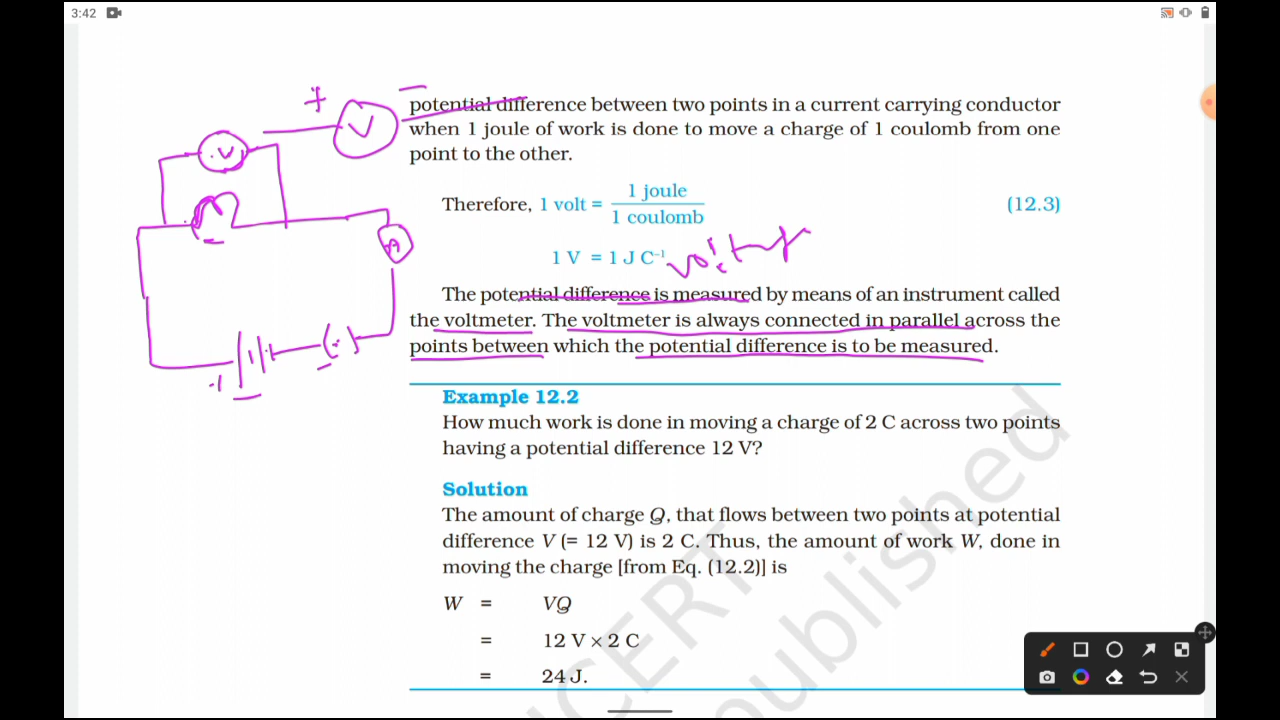 3:42
+ −
V
V
A
potential difference between two points in a current carrying conductor
when 1 joule of work is done to move a charge of 1 coulomb from one
point to the other.
Therefore, 1 volt = 1 joule / 1 coulomb (12.3)
1 V = 1 J C⁻¹
The potential difference is measured by means of an instrument called
the voltmeter. The voltmeter is always connected in parallel across the
points between which the potential difference is to be measured.
Example 12.2
How much work is done in moving a charge of 2 C across two points
having a potential difference 12 V?
Solution
The amount of charge Q, that flows between two points at potential
difference V (= 12 V) is 2 C. Thus, the amount of work W, done in
moving the charge [from Eq. (12.2)] is
W = VQ
= 12 V × 2 C
= 24 J.
NCERT
published